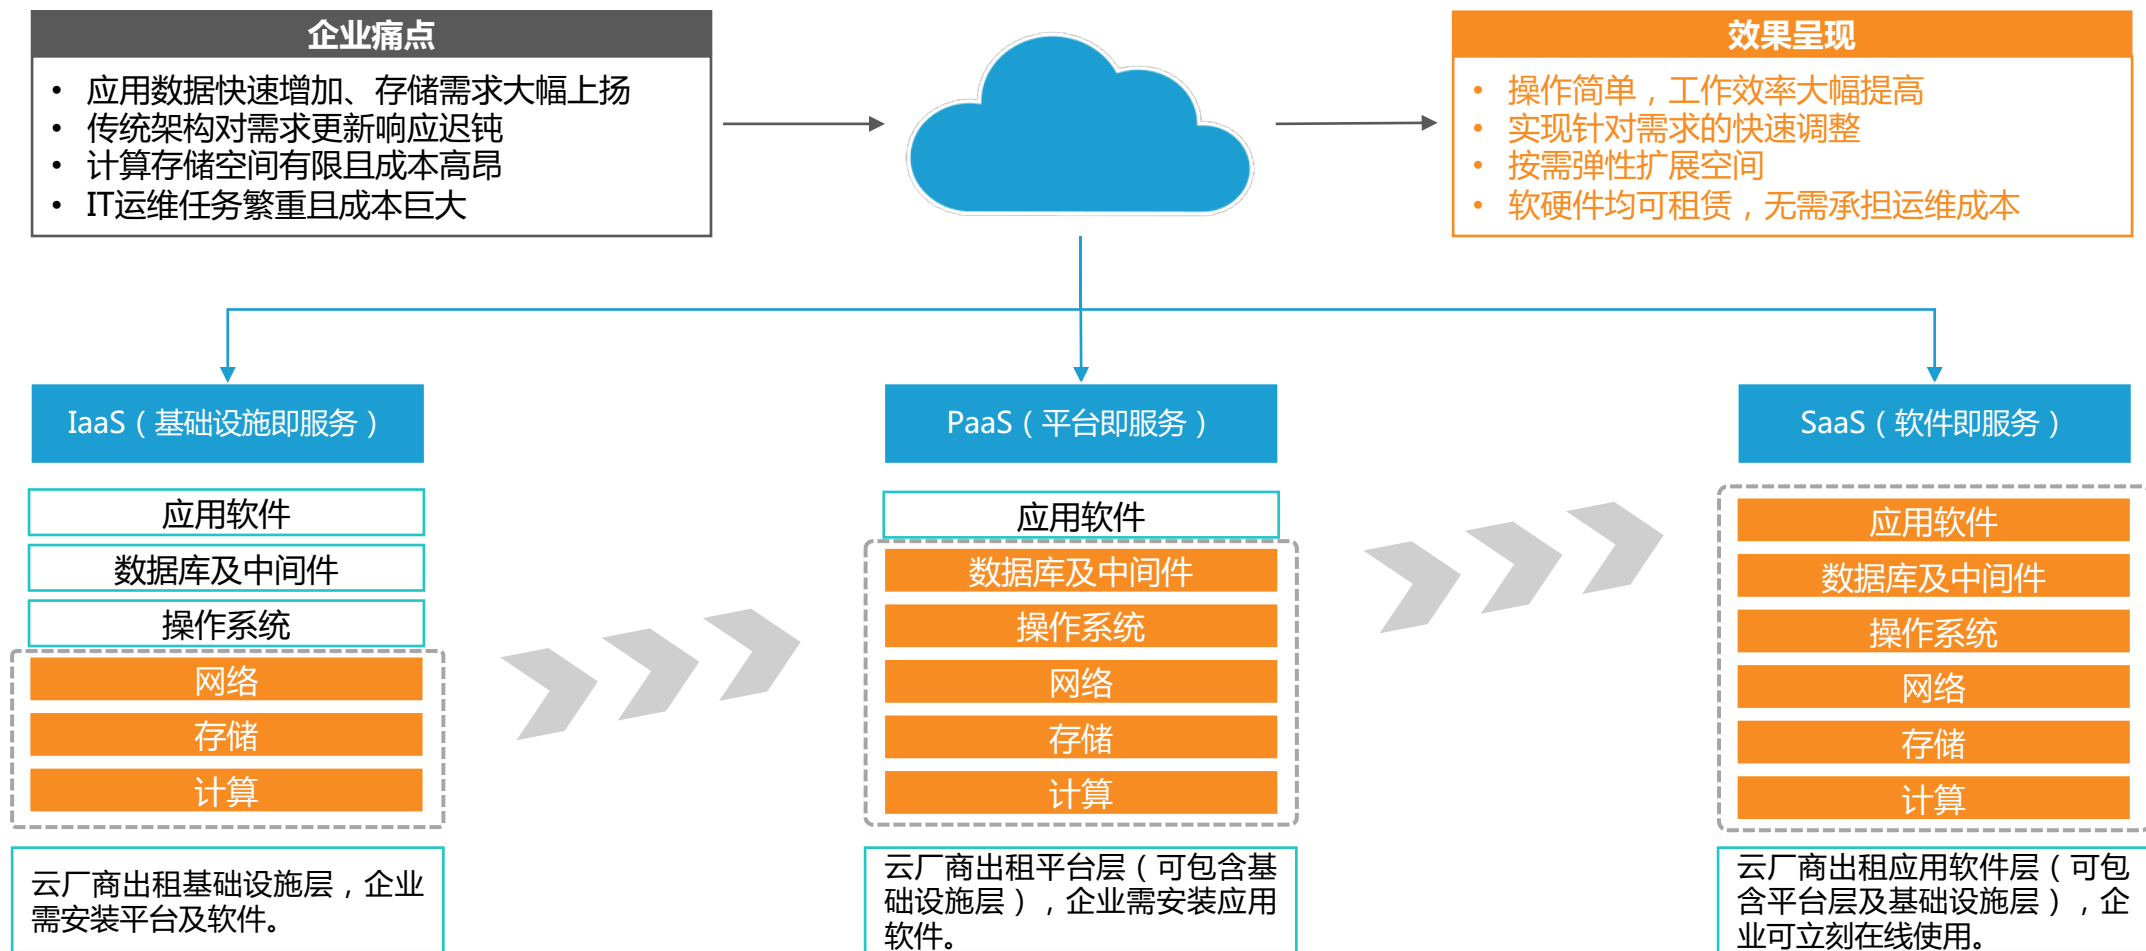 企业痛点
• 应用数据快速增加、存储需求大幅上扬
• 传统架构对需求更新响应迟钝
• 计算存储空间有限且成本高昂
• IT运维任务繁重且成本巨大
效果呈现
• 操作简单，工作效率大幅提高
• 实现针对需求的快速调整
• 按需弹性扩展空间
• 软硬件均可租赁，无需承担运维成本
IaaS（基础设施即服务）
应用软件
数据库及中间件
操作系统
网络
存储
计算
云厂商出租基础设施层，企业
需安装平台及软件。
PaaS（平台即服务）
应用软件
数据库及中间件
操作系统
网络
存储
计算
云厂商出租平台层（可包含基
础设施层），企业需安装应用
软件。
SaaS（软件即服务）
应用软件
数据库及中间件
操作系统
网络
存储
计算
云厂商出租应用软件层（可包
含平台层及基础设施层），企
业可立刻在线使用。